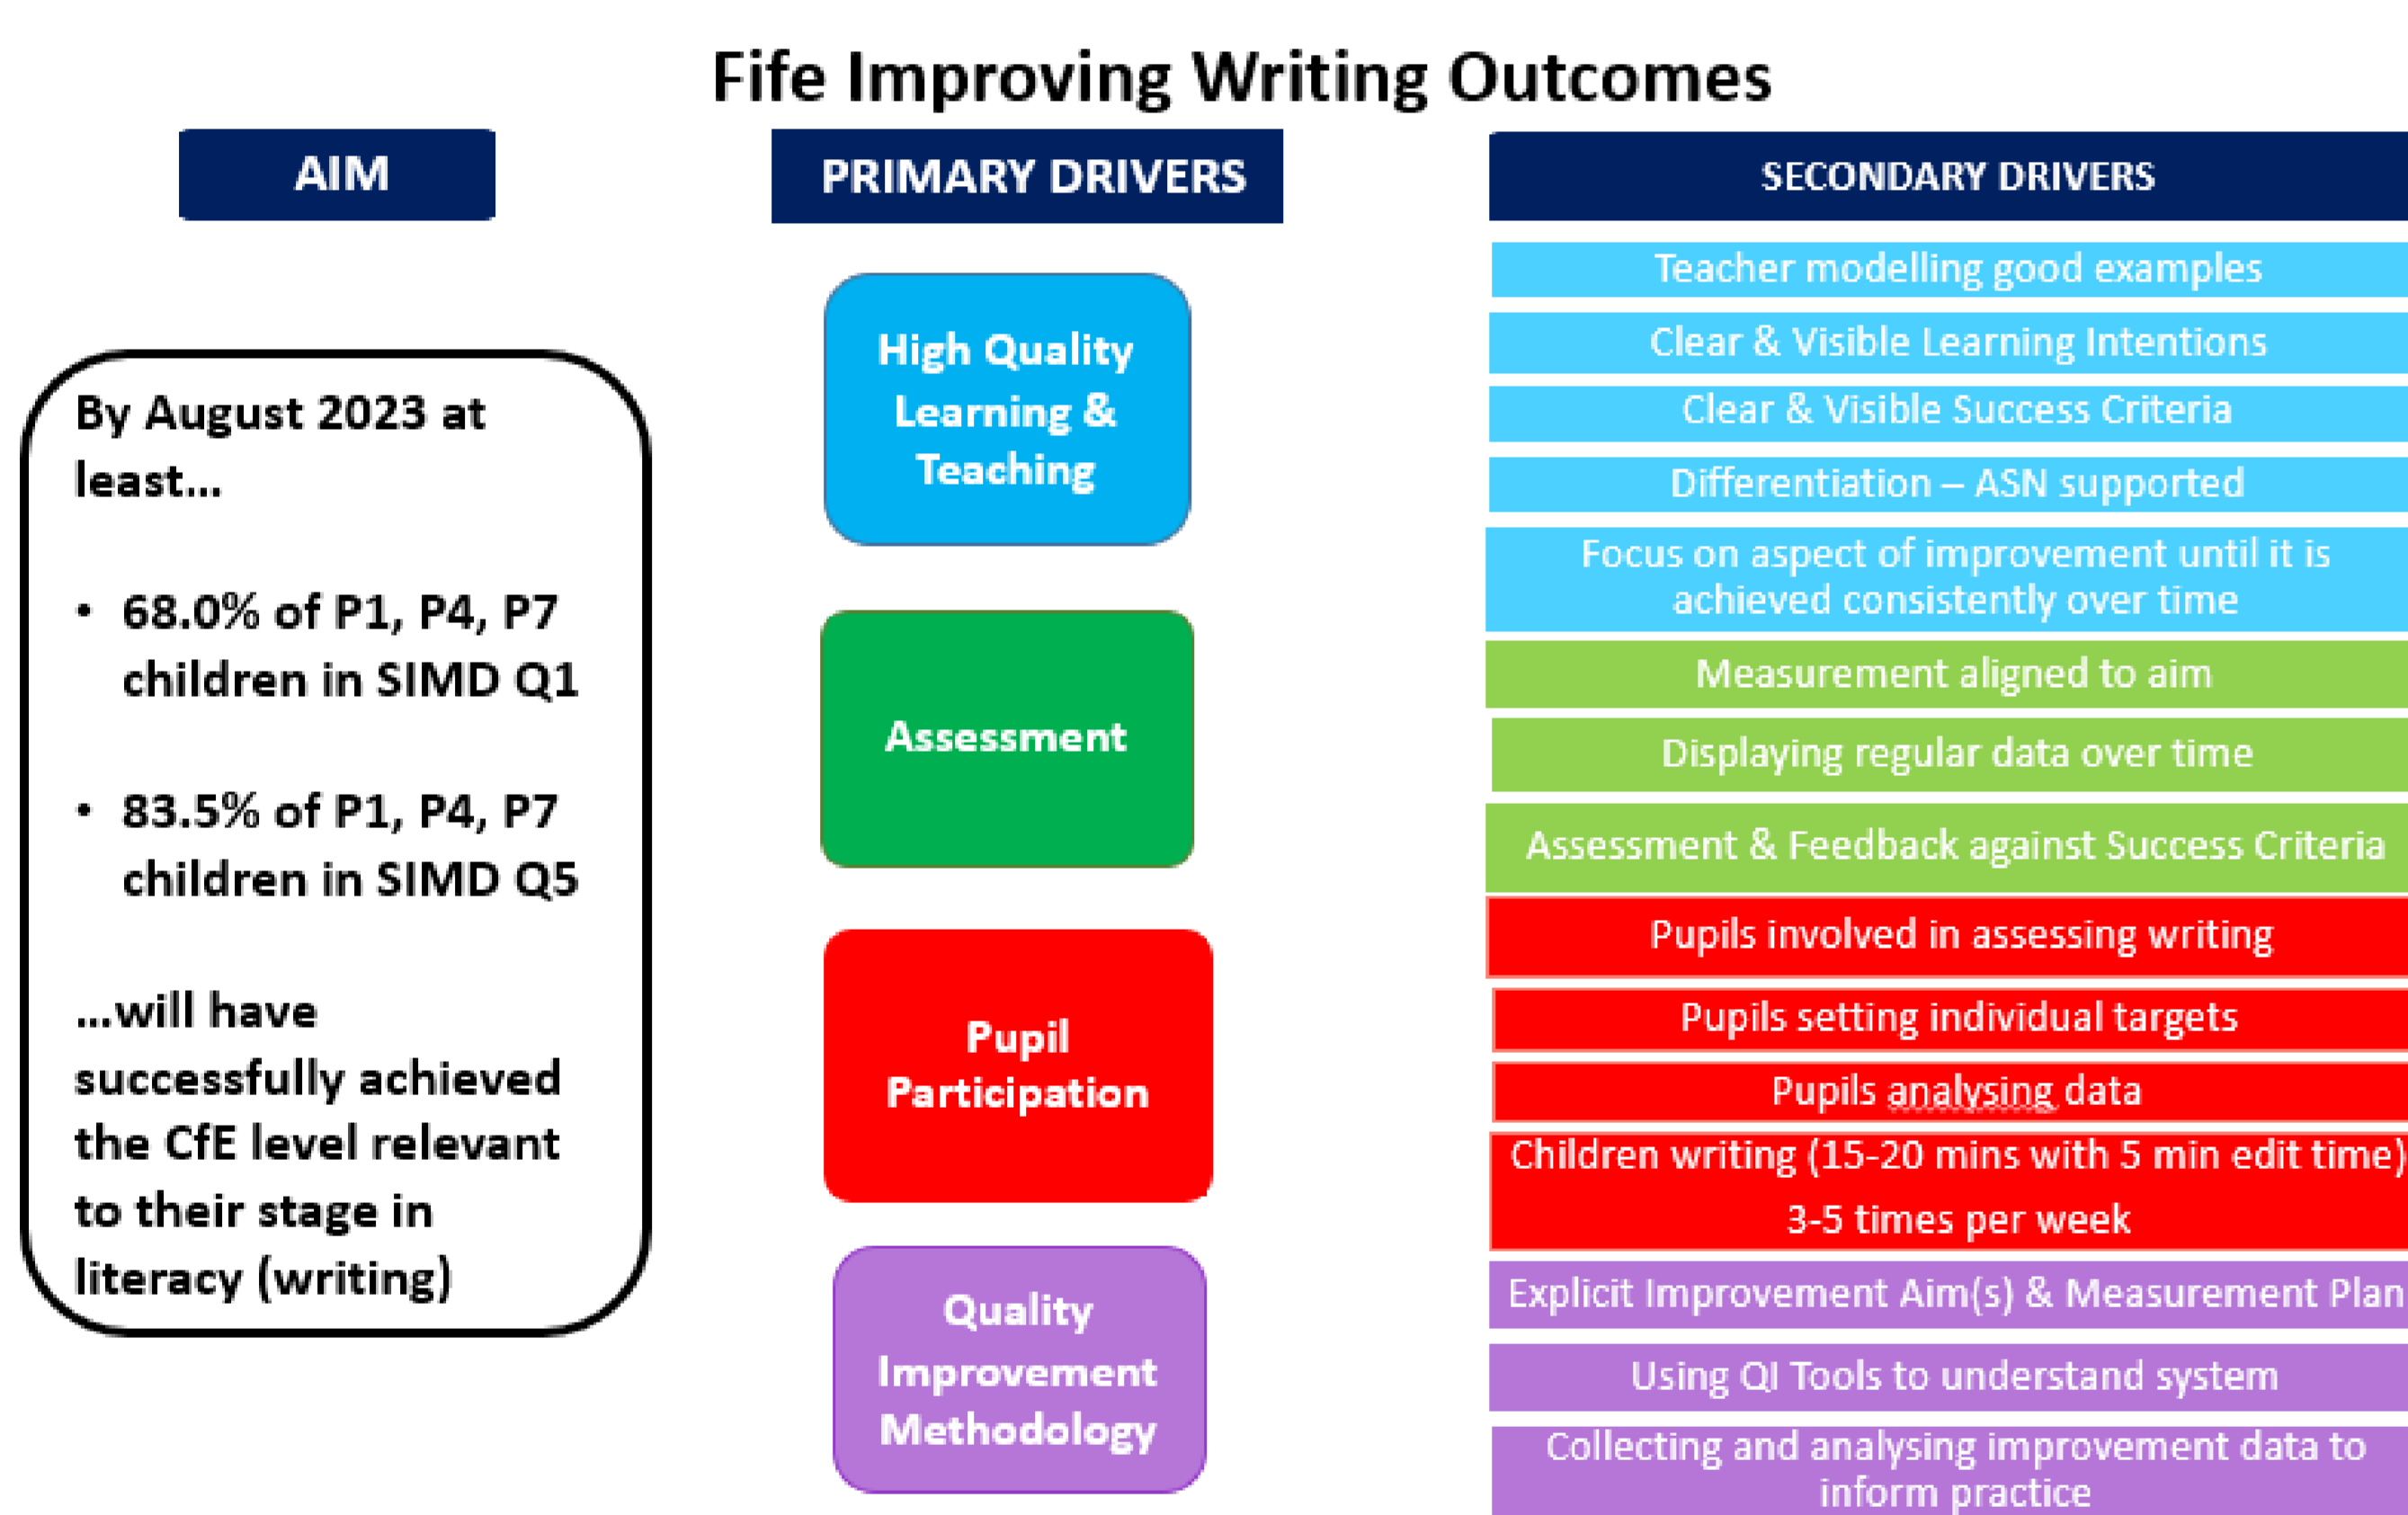 Fife Improving Writing Outcomes
AIM
By August 2023 at
least...
• 68.0% of P1, P4, P7
children in SIMD Q1
• 83.5% of P1, P4, P7
children in SIMD Q5
...will have
successfully achieved
the CfE level relevant
to their stage in
literacy (writing)
PRIMARY DRIVERS
High Quality
Learning &
Teaching
Assessment
Pupil
Participation
Quality
Improvement
Methodology
SECONDARY DRIVERS
Teacher modelling good examples
Clear & Visible Learning Intentions
Clear & Visible Success Criteria
Differentiation – ASN supported
Focus on aspect of improvement until it is
achieved consistently over time
Measurement aligned to aim
Displaying regular data over time
Assessment & Feedback against Success Criteria
Pupils involved in assessing writing
Pupils setting individual targets
Pupils analysing data
Children writing (15-20 mins with 5 min edit time)
3-5 times per week
Explicit Improvement Aim(s) & Measurement Plan
Using QI Tools to understand system
Collecting and analysing improvement data to
inform practice